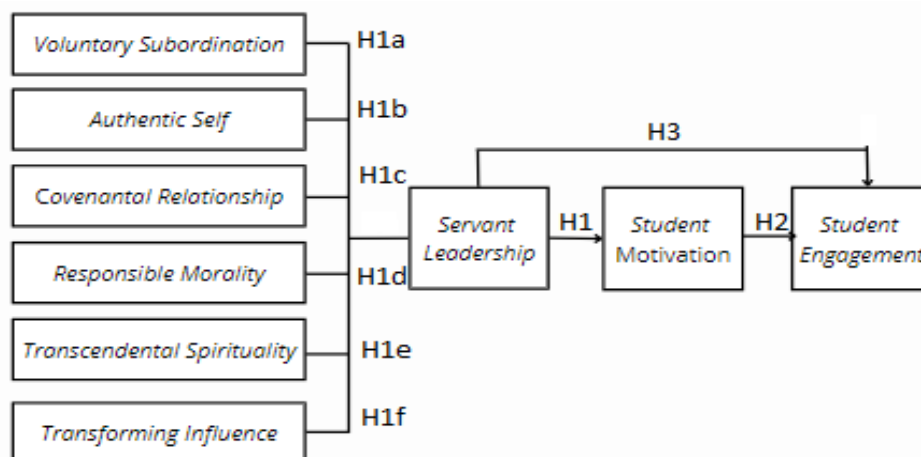 Voluntary Subordination
H1a
Authentic Self
H1b
H3
Covenantal Relationship
H1c
Servant
Leadership
H1
Student
Motivation
H2
Student
Engagement
Responsible Morality
H1d
Transcendental Spirituality
H1e
Transforming Influence
H1f